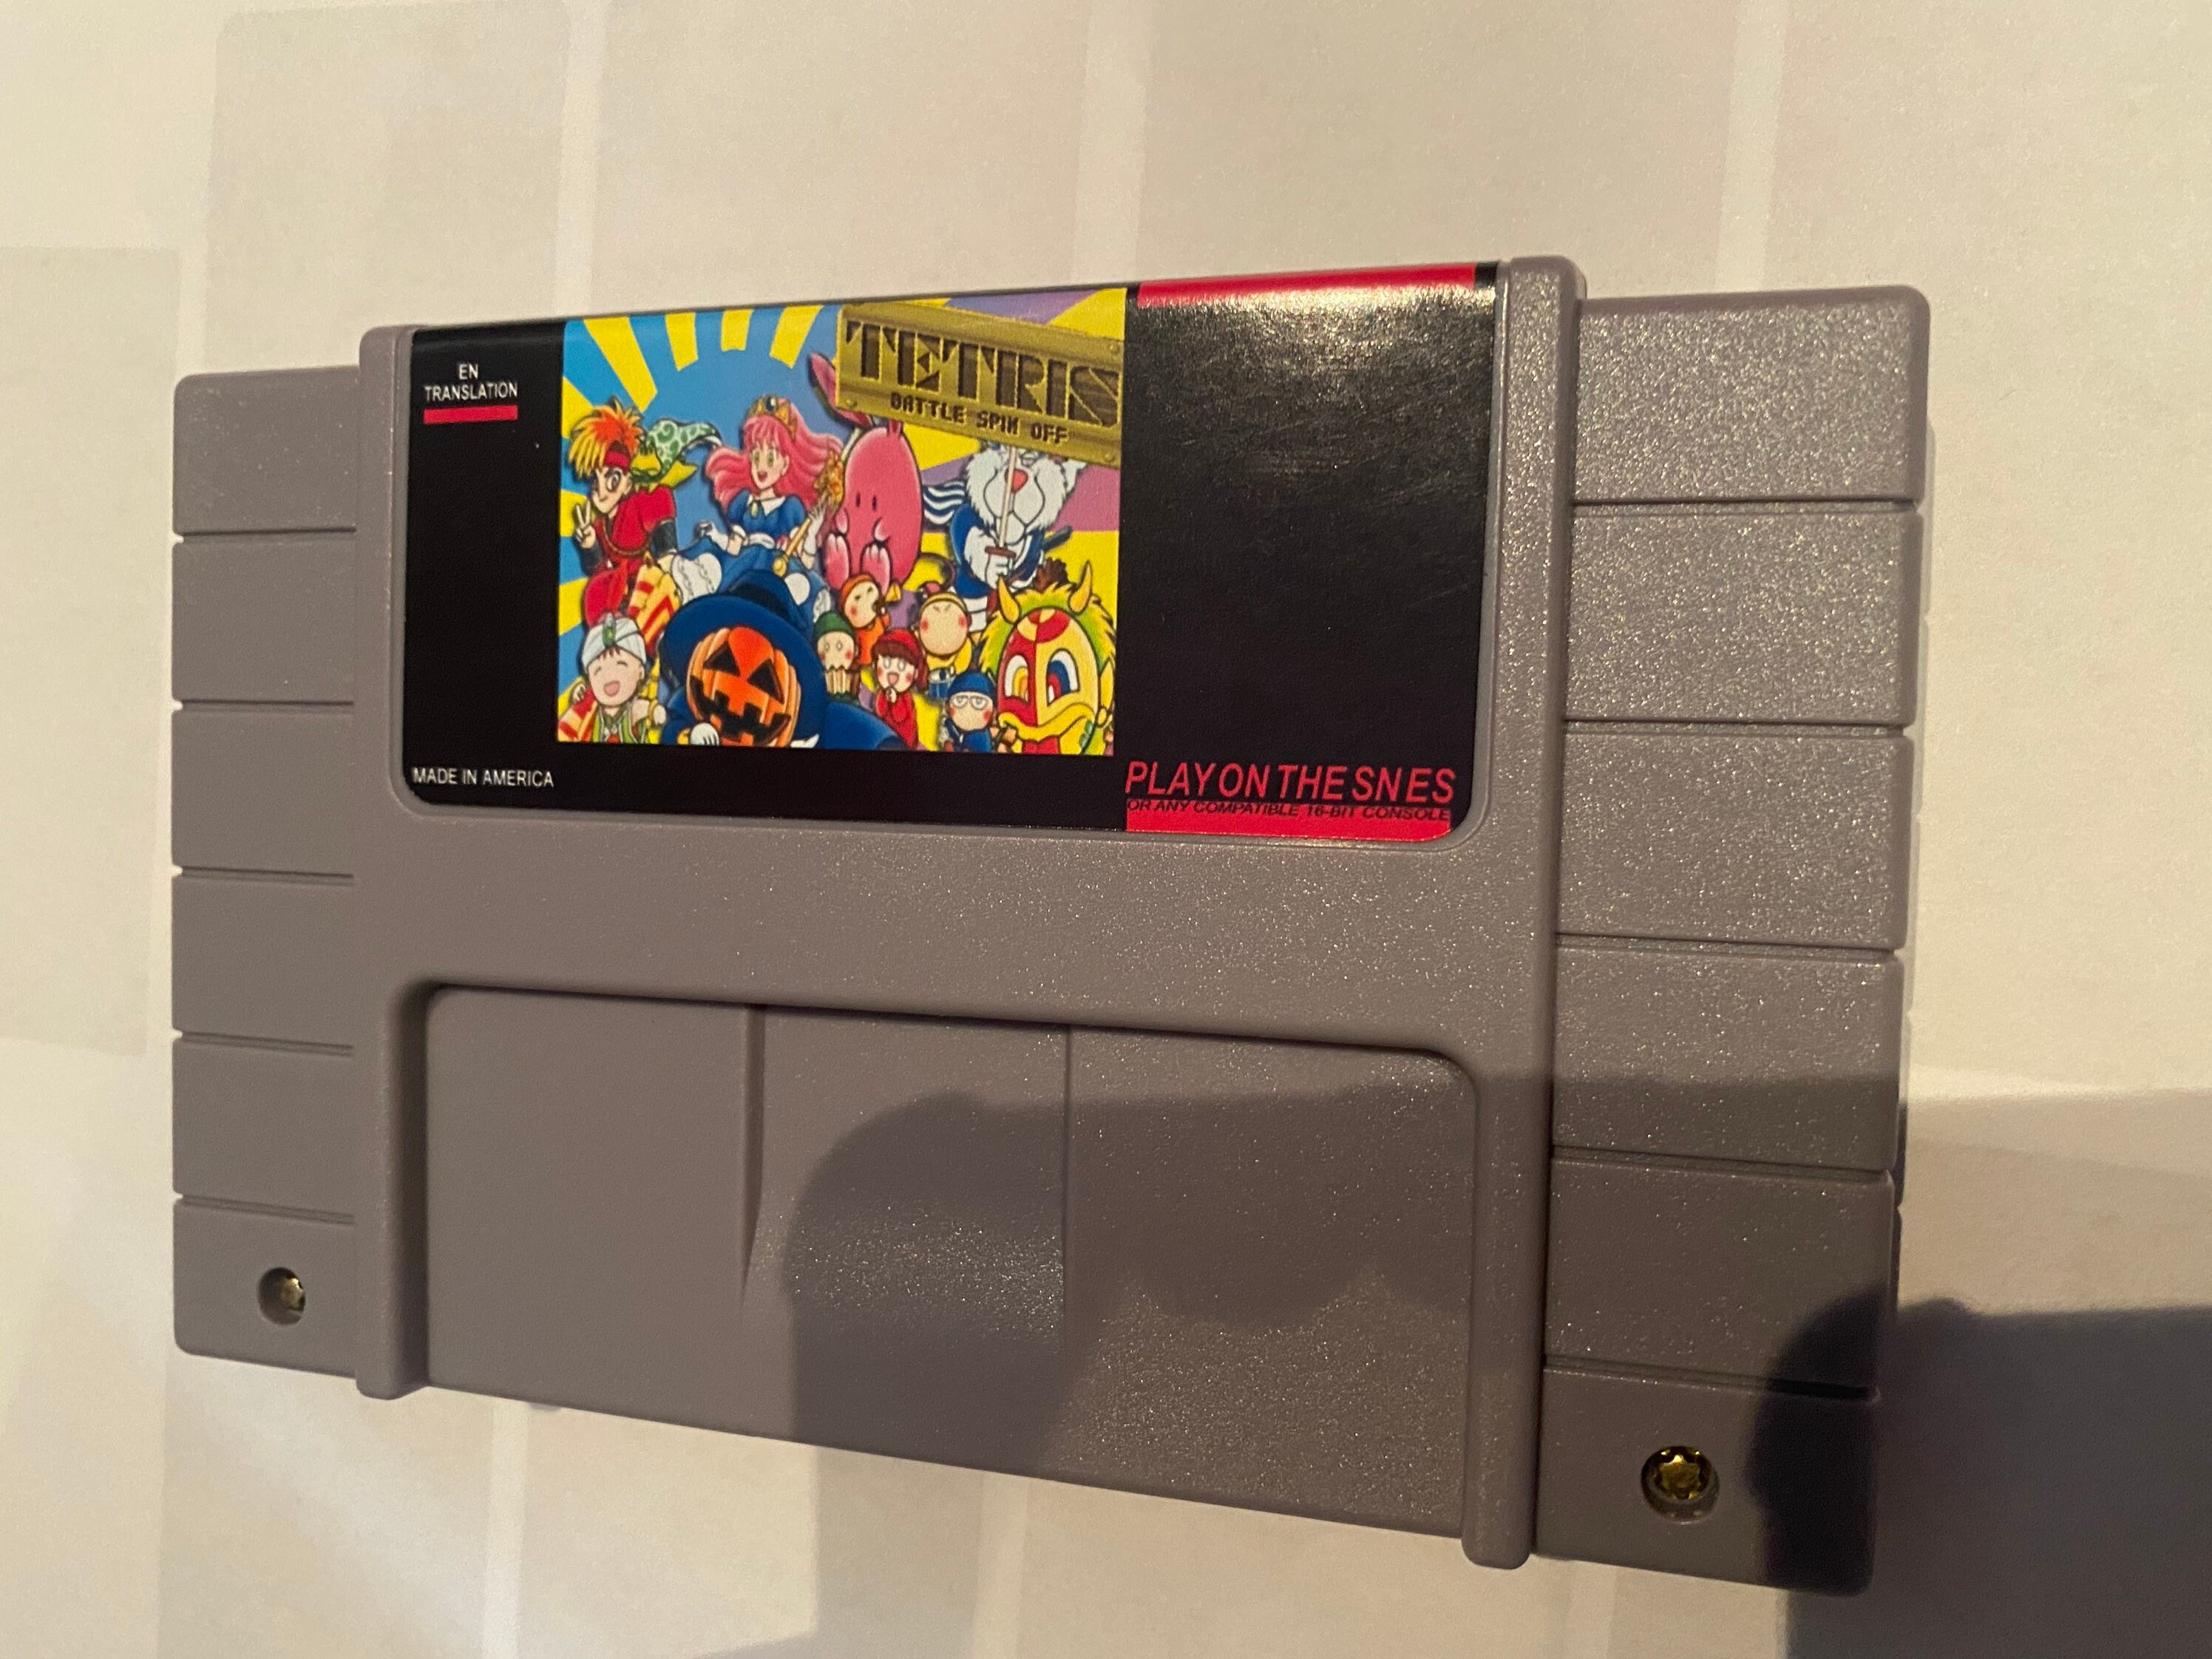 EN
TRANSLATION
TETRIS
BATTLE SPIN OFF
MADE IN AMERICA
PLAY ON THE SNES
OR ANY COMPATIBLE 16-BIT CONSOLE